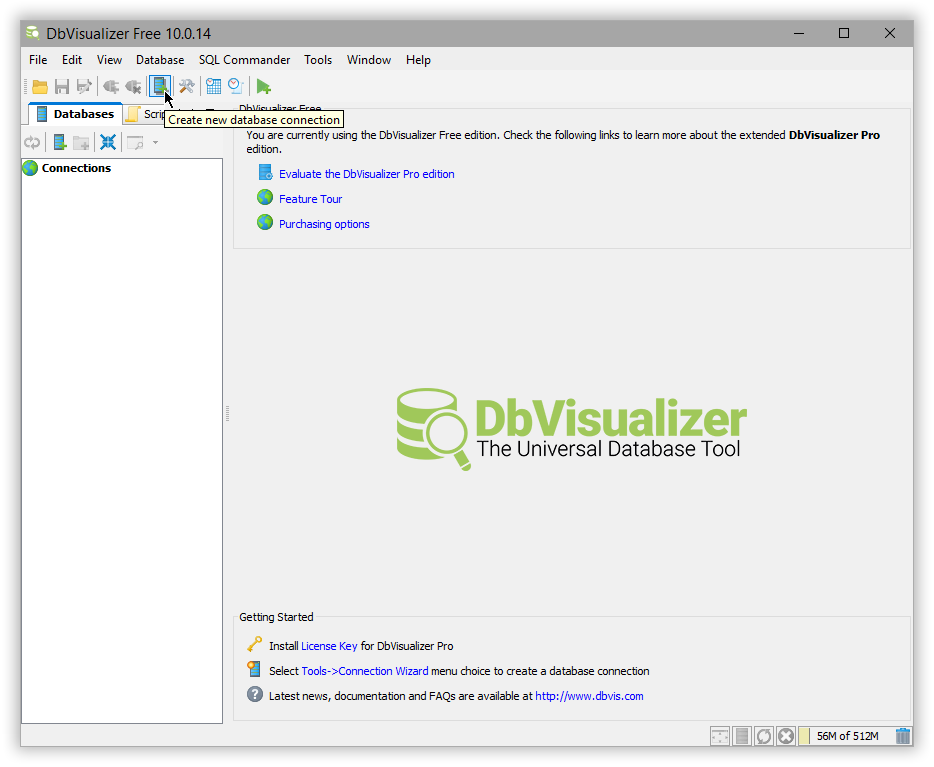 DbVisualizer Free 10.0.14
File Edit View Database SQL Commander Tools Window Help
Databases
Create new database connection
DbVisualizer Free
You are currently using the DbVisualizer Free edition. Check the following links to learn more about the extended DbVisualizer Pro
edition.
Connections
Evaluate the DbVisualizer Pro edition
Feature Tour
Purchasing options
DbVisualizer
The Universal Database Tool
Getting Started
Install License Key for DbVisualizer Pro
Select Tools->Connection Wizard menu choice to create a database connection
Latest news, documentation and FAQs are available at http://www.dbvis.com
56M of 512M